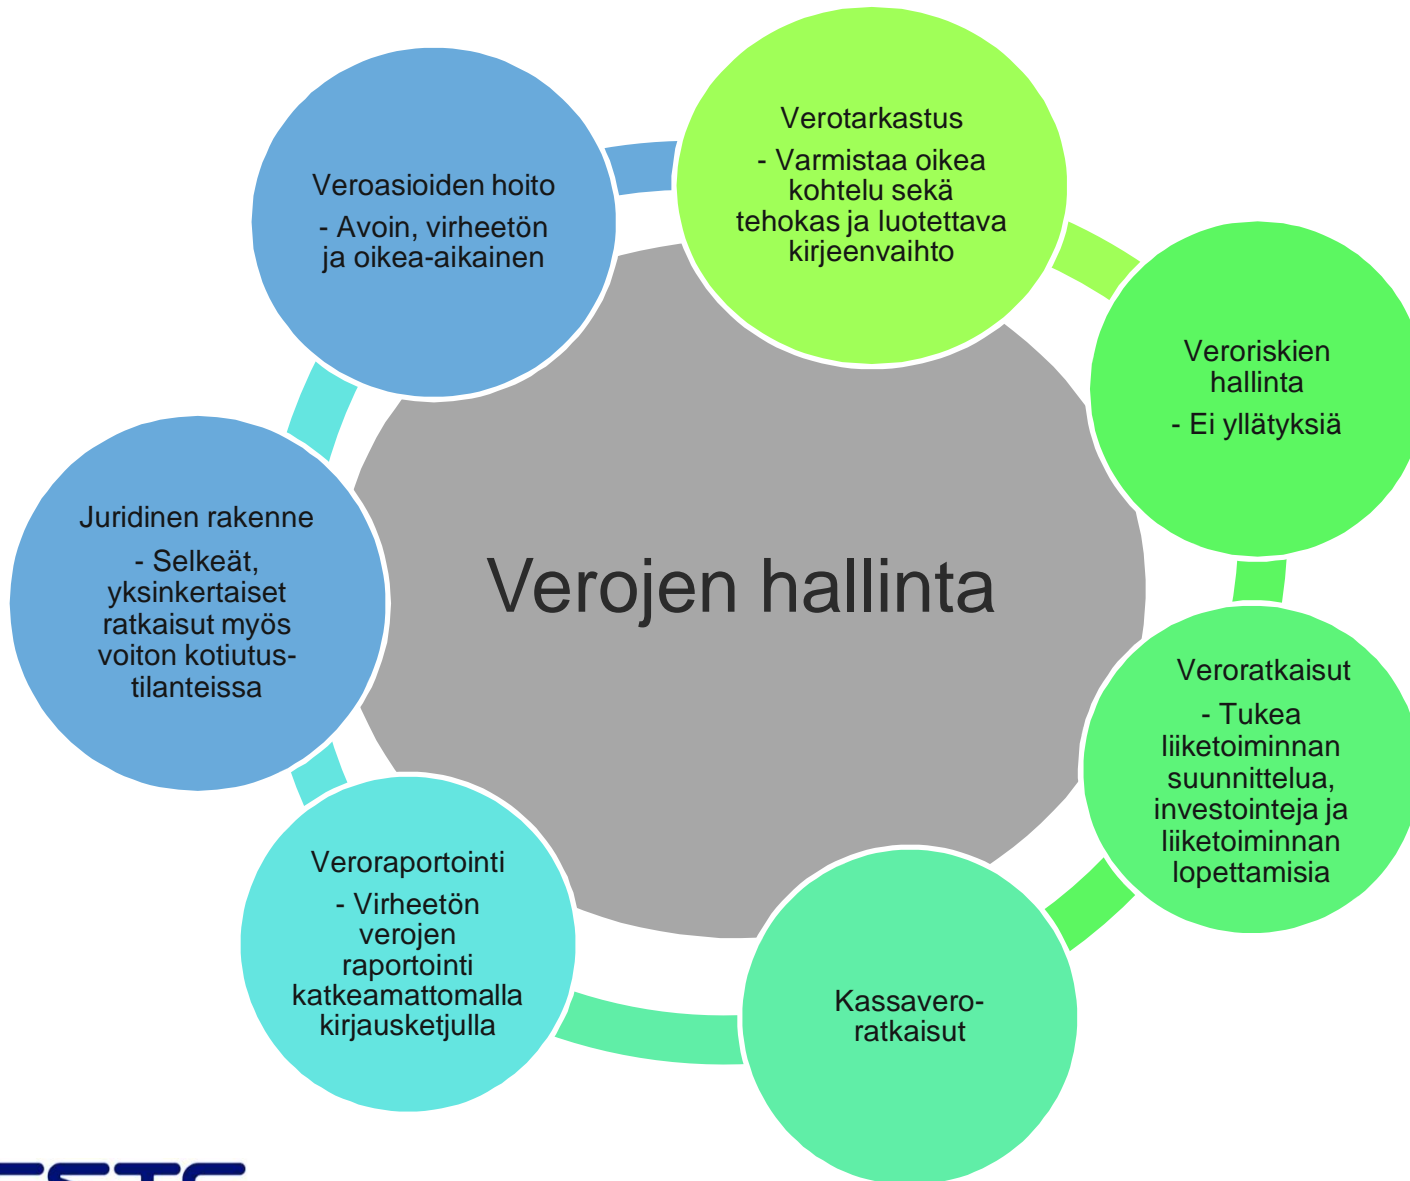 Verotarkastus
- Varmistaa oikea
kohtelu sekä
tehokas ja luotettava
kirjeenvaihto
Veroasioiden hoito
- Avoin, virheetön
ja oikea-aikainen
Veroriskien
hallinta
- Ei yllätyksiä
Juridinen rakenne
- Selkeät,
yksinkertaiset
ratkaisut myös
voiton kotiutus-
tilanteissa
Verojen hallinta
Veroratkaisut
- Tukea
liiketoiminnan
suunnittelua,
investointeja ja
liiketoiminnan
lopettamisia
Veroraportointi
- Virheetön
verojen
raportointi
katkeamattomalla
kirjausketjulla
Kassavero-
ratkaisut